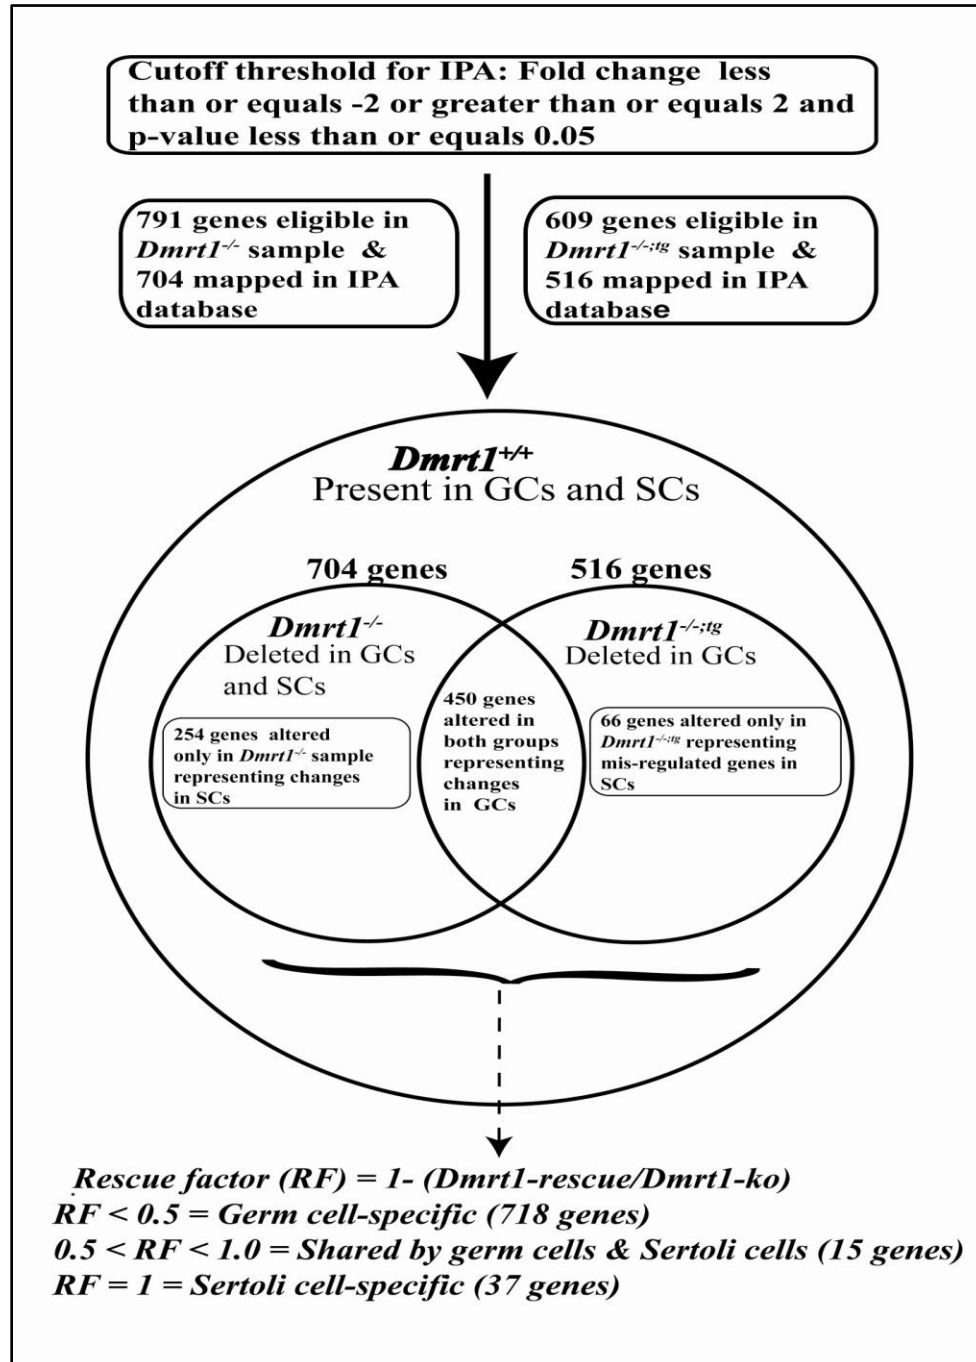 Cutoff threshold for IPA: Fold change less
than or equals -2 or greater than or equals 2 and
p-value less than or equals 0.05
791 genes eligible in
Dmrt1-/- sample &
704 mapped in IPA
database
609 genes eligible in
Dmrt1-/-;tg sample &
516 mapped in IPA
database
Dmrt1+/+
Present in GCs and SCs
704 genes
516 genes
Dmrt1-/-
Deleted in GCs
and SCs
Dmrt1-/-;tg
Deleted in GCs
254 genes altered
only in Dmrt1-/- sample
representing changes
in SCs
450 genes
altered in
both groups
representing
changes
in GCs
66 genes altered only in
Dmrt1-/-;tg representing
mis-regulated genes in
SCs
Rescue factor (RF) = 1- (Dmrt1-rescue/Dmrt1-ko)
RF < 0.5 = Germ cell-specific (718 genes)
0.5 < RF < 1.0 = Shared by germ cells & Sertoli cells (15 genes)
RF = 1 = Sertoli cell-specific (37 genes)